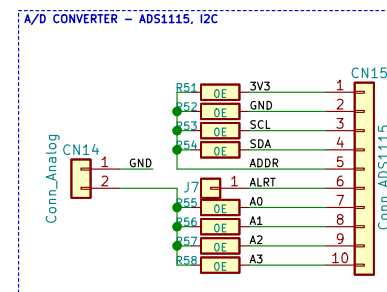 A/D CONVERTER – ADS1115, I2C
CN15
R51 0E 3V3 1
R52 0E GND 2
R53 0E SCL 3
R54 0E SDA 4
ADDR 5
J7 1 ALRT 6
R55 0E A0 7
R56 0E A1 8
R57 0E A2 9
R58 0E A3 10
Conn_ADS1115
CN14
1 GND
2
Conn_Analog